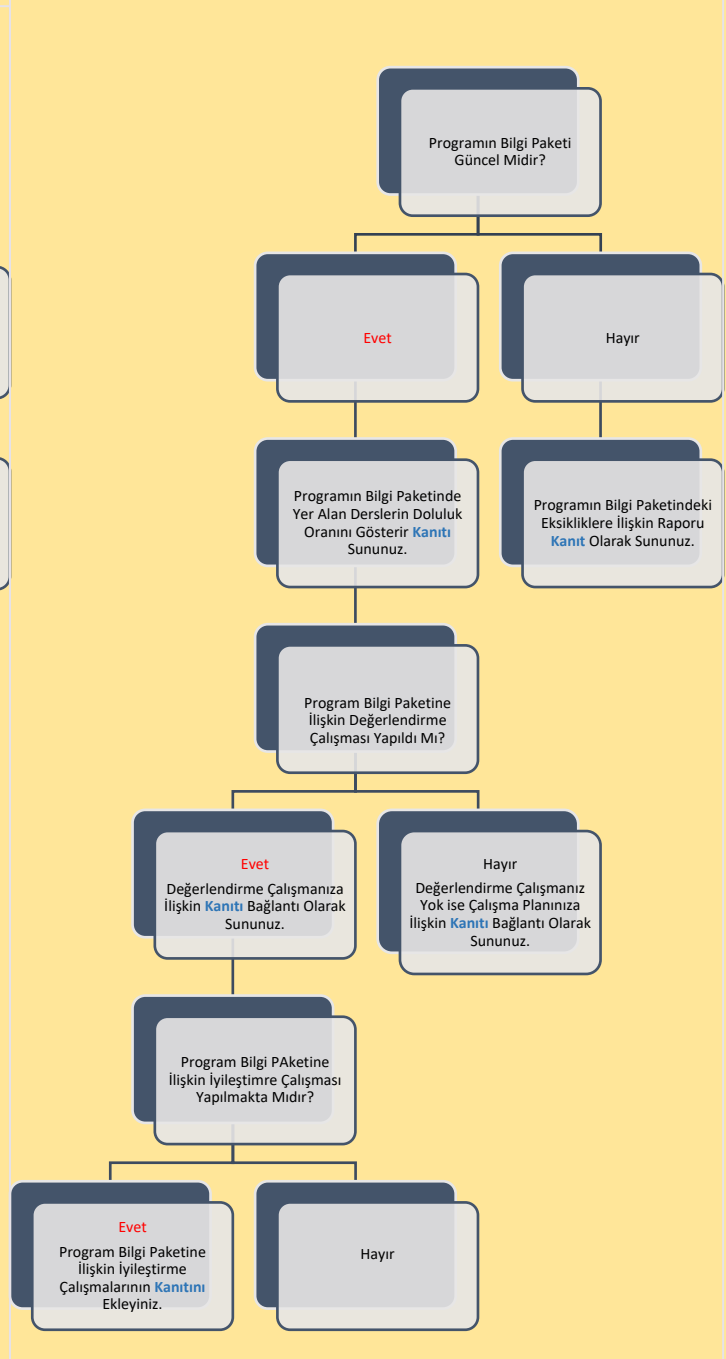 Programın Bilgi Paketi
Güncel Midir?
Evet
Hayır
Programın Bilgi Paketinde
Yer Alan Derslerin Doluluk
Oranını Gösterir Kanıtı
Sununuz.
Programın Bilgi Paketindeki
Eksikliklere İlişkin Raporu
Kanıt Olarak Sununuz.
Program Bilgi Paketine
İlişkin Değerlendirme
Çalışması Yapıldı Mı?
Evet
Değerlendirme Çalışmanıza
İlişkin Kanıtı Bağlantı Olarak
Sununuz.
Hayır
Değerlendirme Çalışmanız
Yok ise Çalışma Planınıza
İlişkin Kanıtı Bağlantı Olarak
Sununuz.
Program Bilgi PAketine
İlişkin İyileştimre Çalışması
Yapılmakta Mıdır?
Evet
Program Bilgi Paketine
İlişkin İyileştirme
Çalışmalarının Kanıtını
Ekleyiniz.
Hayır